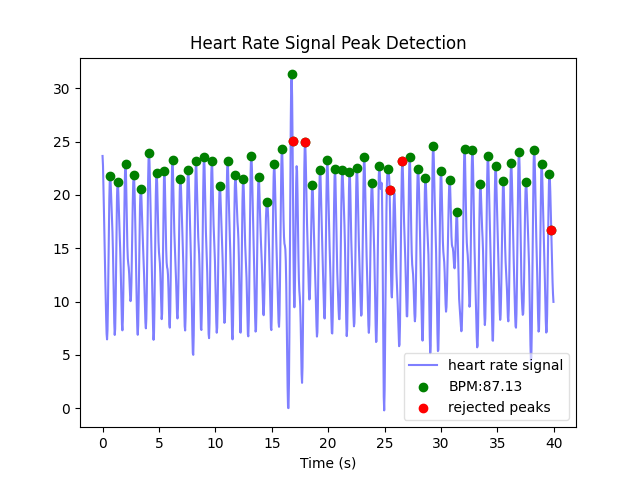 Heart Rate Signal Peak Detection
30
25
20
15
10
5
0
heart rate signal
BPM:87.13
rejected peaks
0 5 10 15 20 25 30 35 40
Time (s)